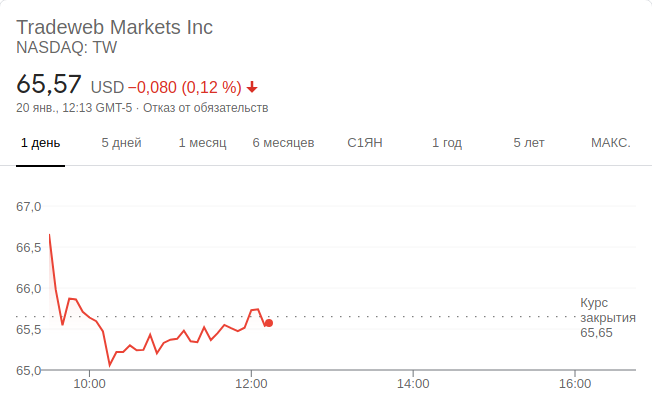 Tradeweb Markets Inc
NASDAQ: TW
65,57 USD −0,080 (0,12 %)
20 янв., 12:13 GMT-5 · Отказ от обязательств
1 день 5 дней 1 месяц 6 месяцев С1ЯН 1 год 5 лет МАКС.
67,0
66,5
66,0
Курс
закрытия
65,65
65,5
65,0
10:00 12:00 14:00 16:00